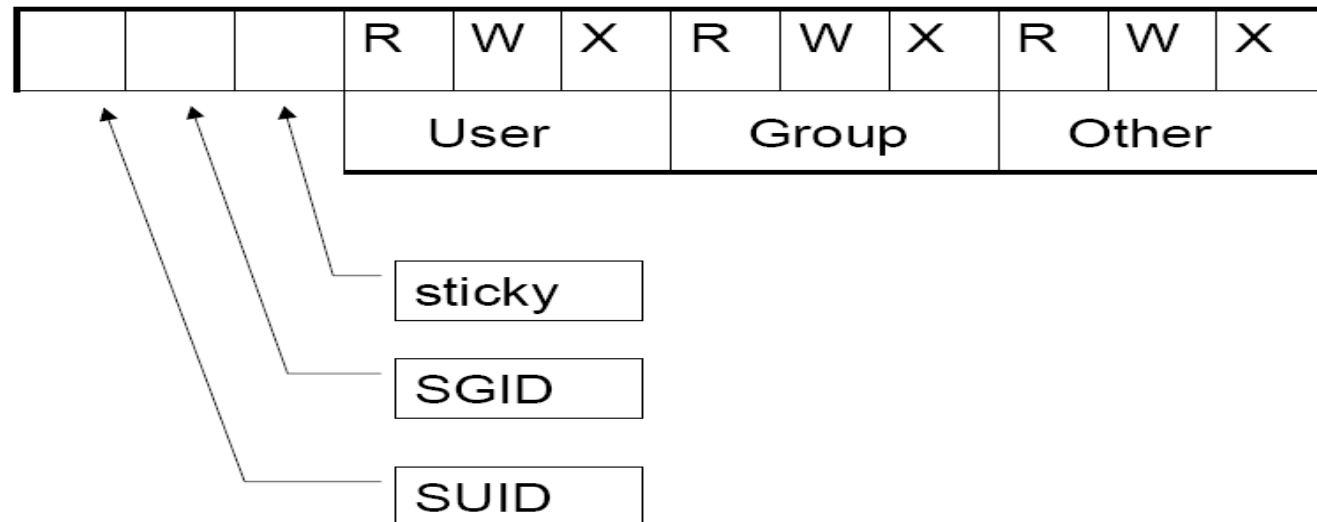 R W X R W X R W X
User Group Other
sticky
SGID
SUID